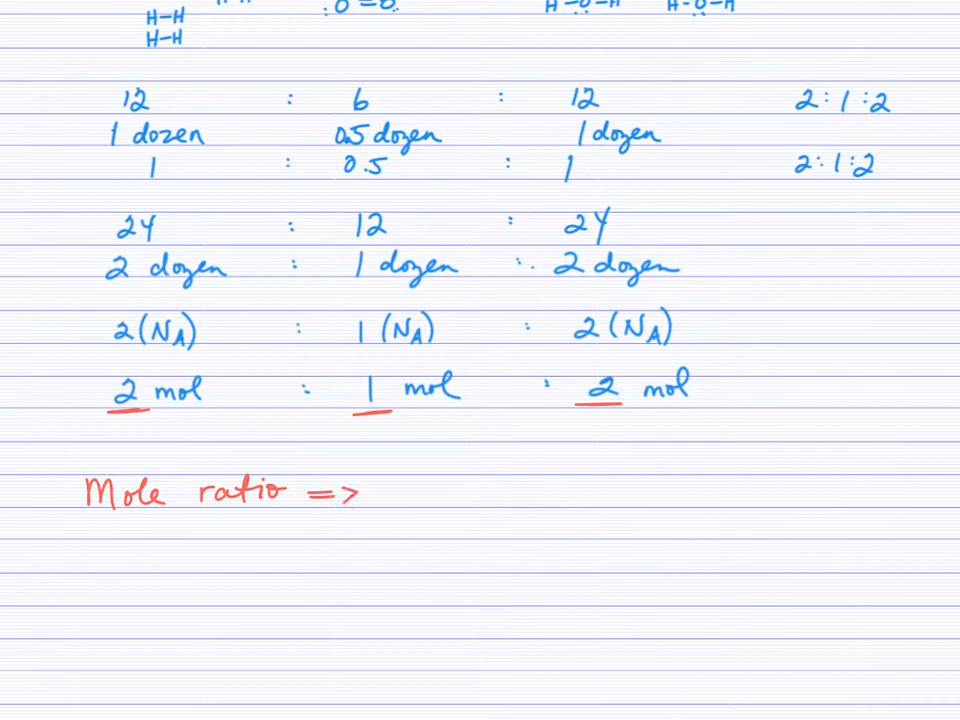 :O=O: H-O-H H-O-H
H-H
H-H
12 : 6 : 12 2:1:2
1 dozen 0.5 dozen 1 dozen
1 : 0.5 : 1 2:1:2
24 : 12 : 24
2 dozen : 1 dozen : 2 dozen
2(NA) : 1(NA) : 2(NA)
2 mol : 1 mol : 2 mol
Mole ratio =>